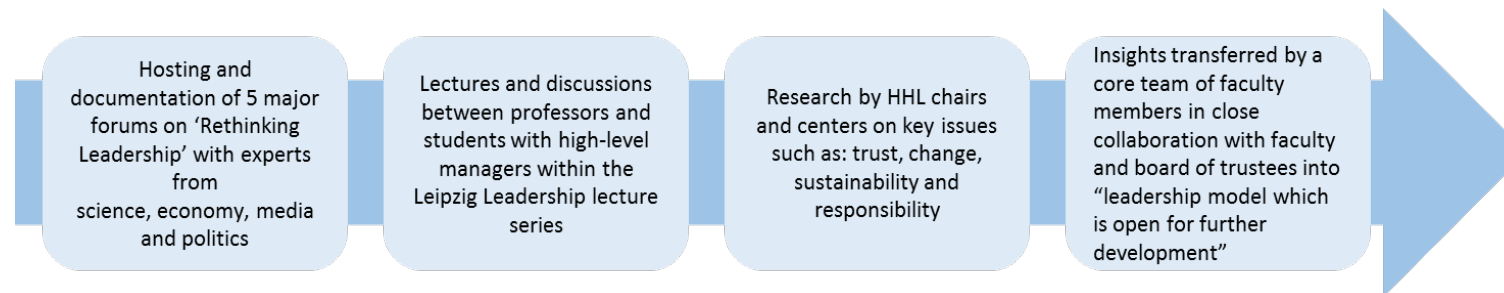 Hosting and
documentation of 5 major
forums on ‘Rethinking
Leadership’ with experts
from
science, economy, media
and politics
Lectures and discussions
between professors and
students with high-level
managers within the
Leipzig Leadership lecture
series
Research by HHL chairs
and centers on key issues
such as: trust, change,
sustainability and
responsibility
Insights transferred by a
core team of faculty
members in close
collaboration with faculty
and board of trustees into
“leadership model which
is open for further
development”